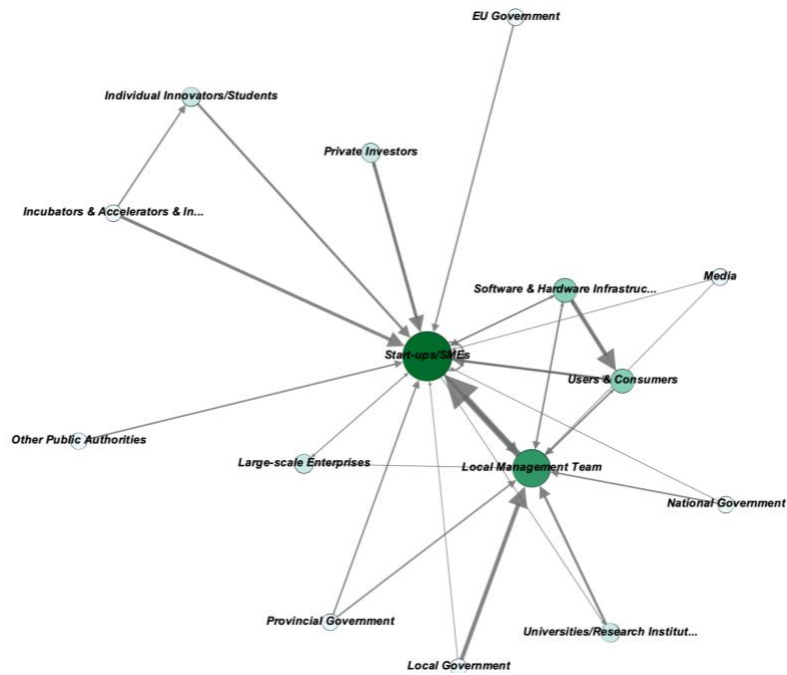 EU Government
Individual Innovators/Students
Private Investors
Incubators & Accelerators & In...
Media
Software & Hardware Infrastruc...
Start-ups/SMEs
Users & Consumers
Other Public Authorities
Large-scale Enterprises
Local Management Team
National Government
Provincial Government
Universities/Research Institut...
Local Government